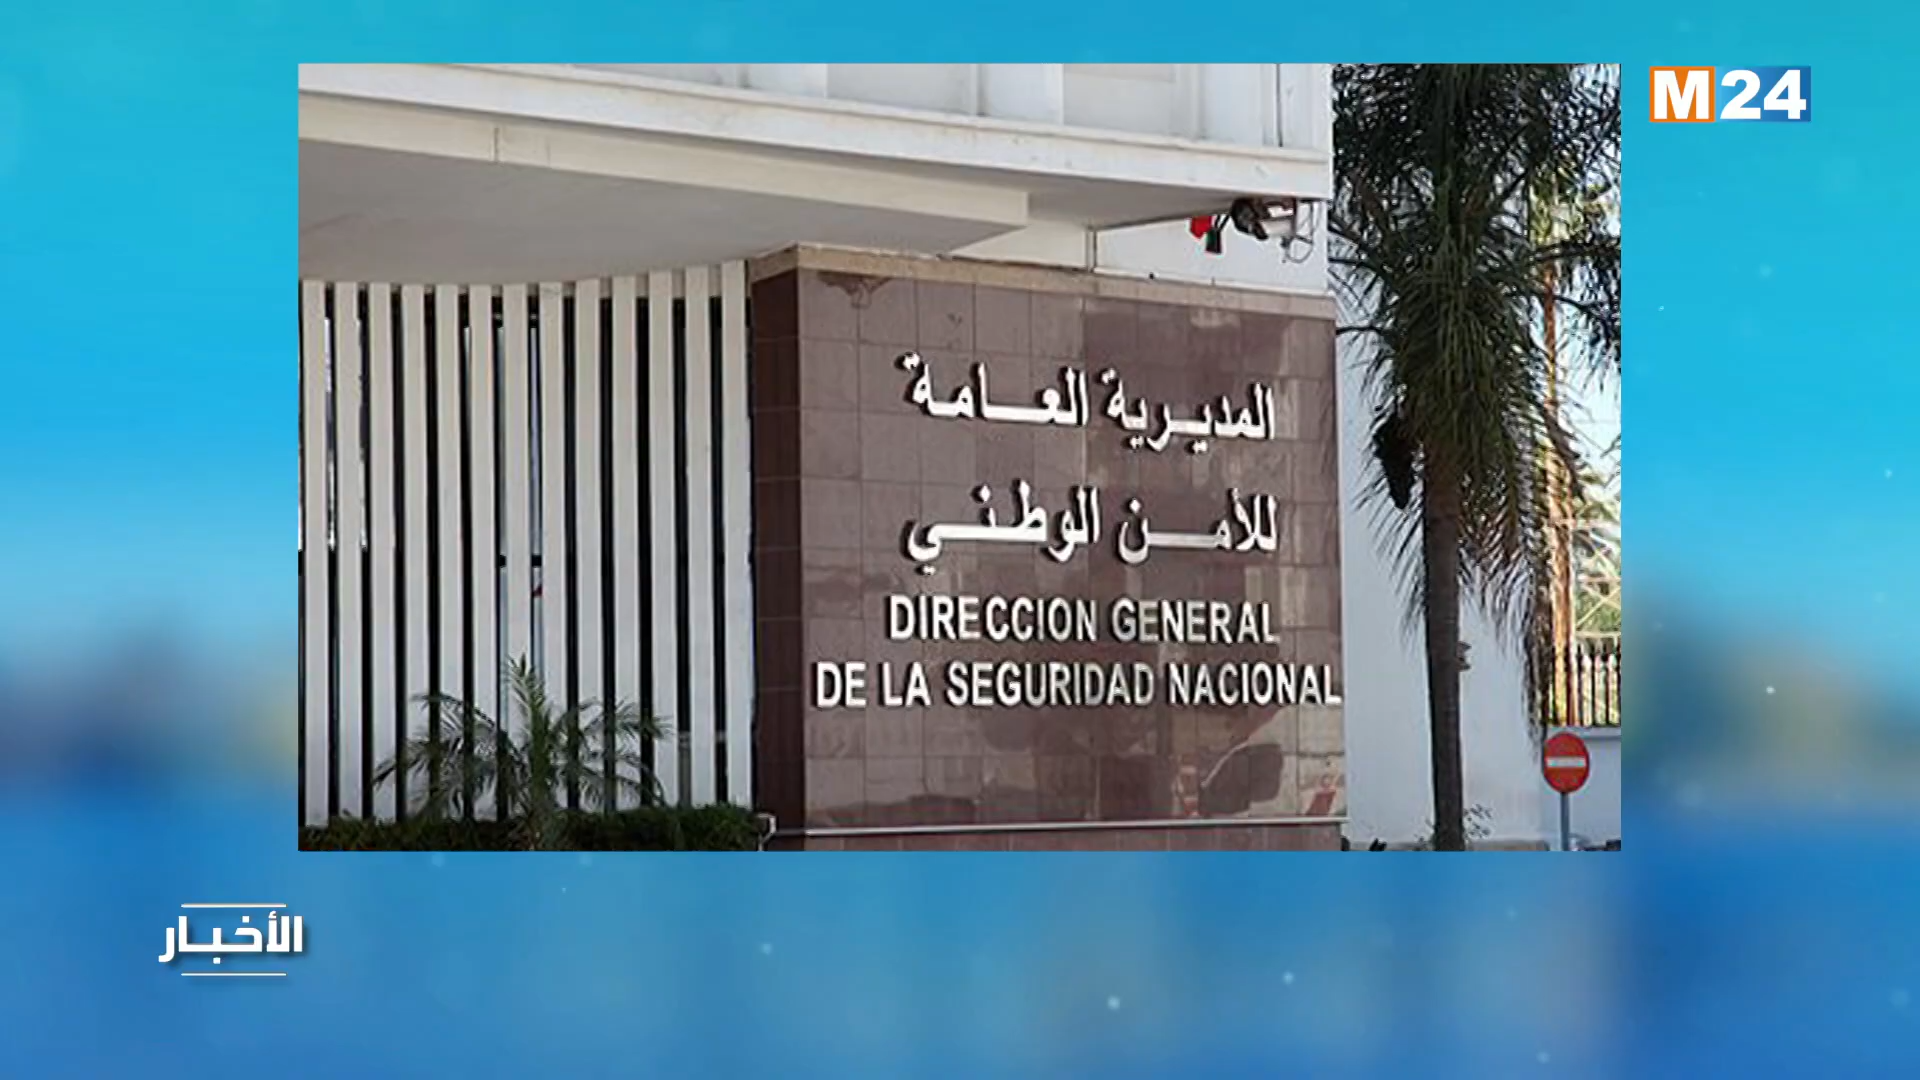 M24
المديرية العامة
للأمن الوطني
DIRECCION GENERAL
DE LA SEGURIDAD NACIONAL
الأخبار